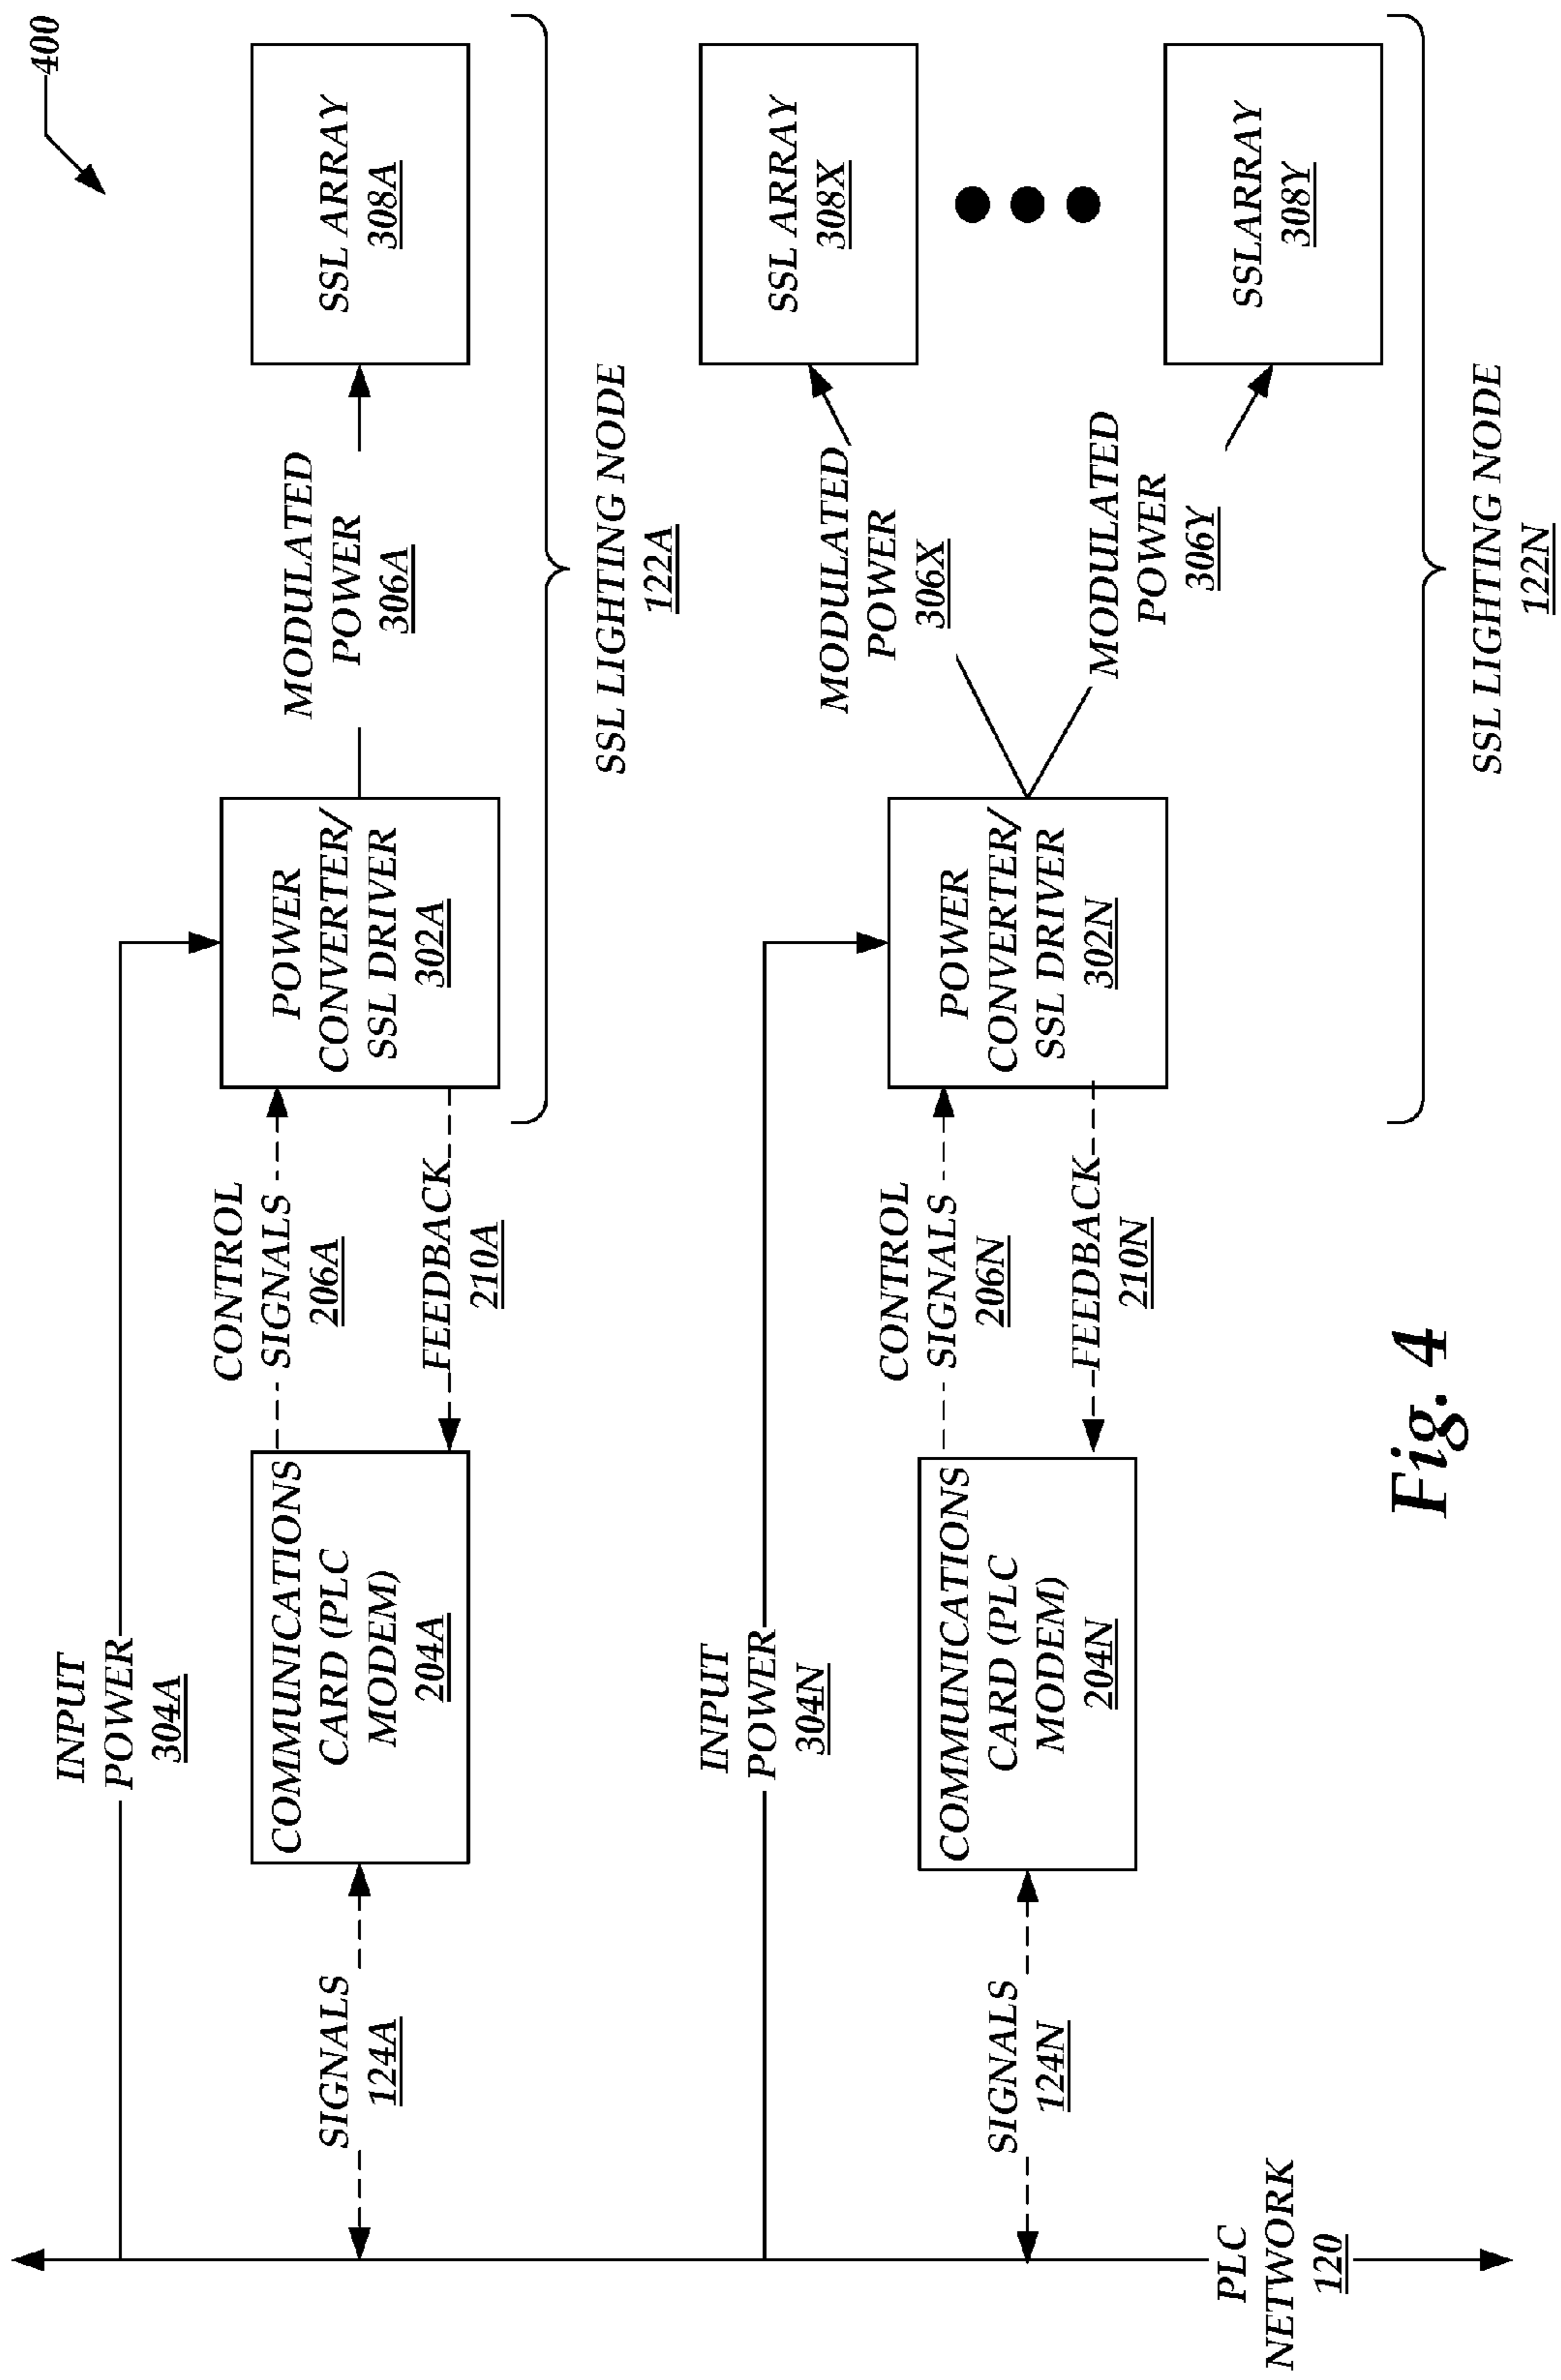 400
INPUT
POWER
304A
SIGNALS
124A
COMMUNICATIONS
CARD (PLC
MODEM)
204A
CONTROL
SIGNALS
206A
FEEDBACK
210A
POWER
CONVERTER/
SSL DRIVER
302A
MODULATED
POWER
306A
SSL ARRAY
308A
SSL LIGHTING NODE
122A
INPUT
POWER
304N
SIGNALS
124N
COMMUNICATIONS
CARD (PLC
MODEM)
204N
CONTROL
SIGNALS
206N
FEEDBACK
210N
POWER
CONVERTER/
SSL DRIVER
302N
MODULATED
POWER
306X
SSL ARRAY
308X
MODULATED
POWER
306Y
SSLARRAY
308Y
SSL LIGHTING NODE
122N
PLC
NETWORK
120
Fig. 4